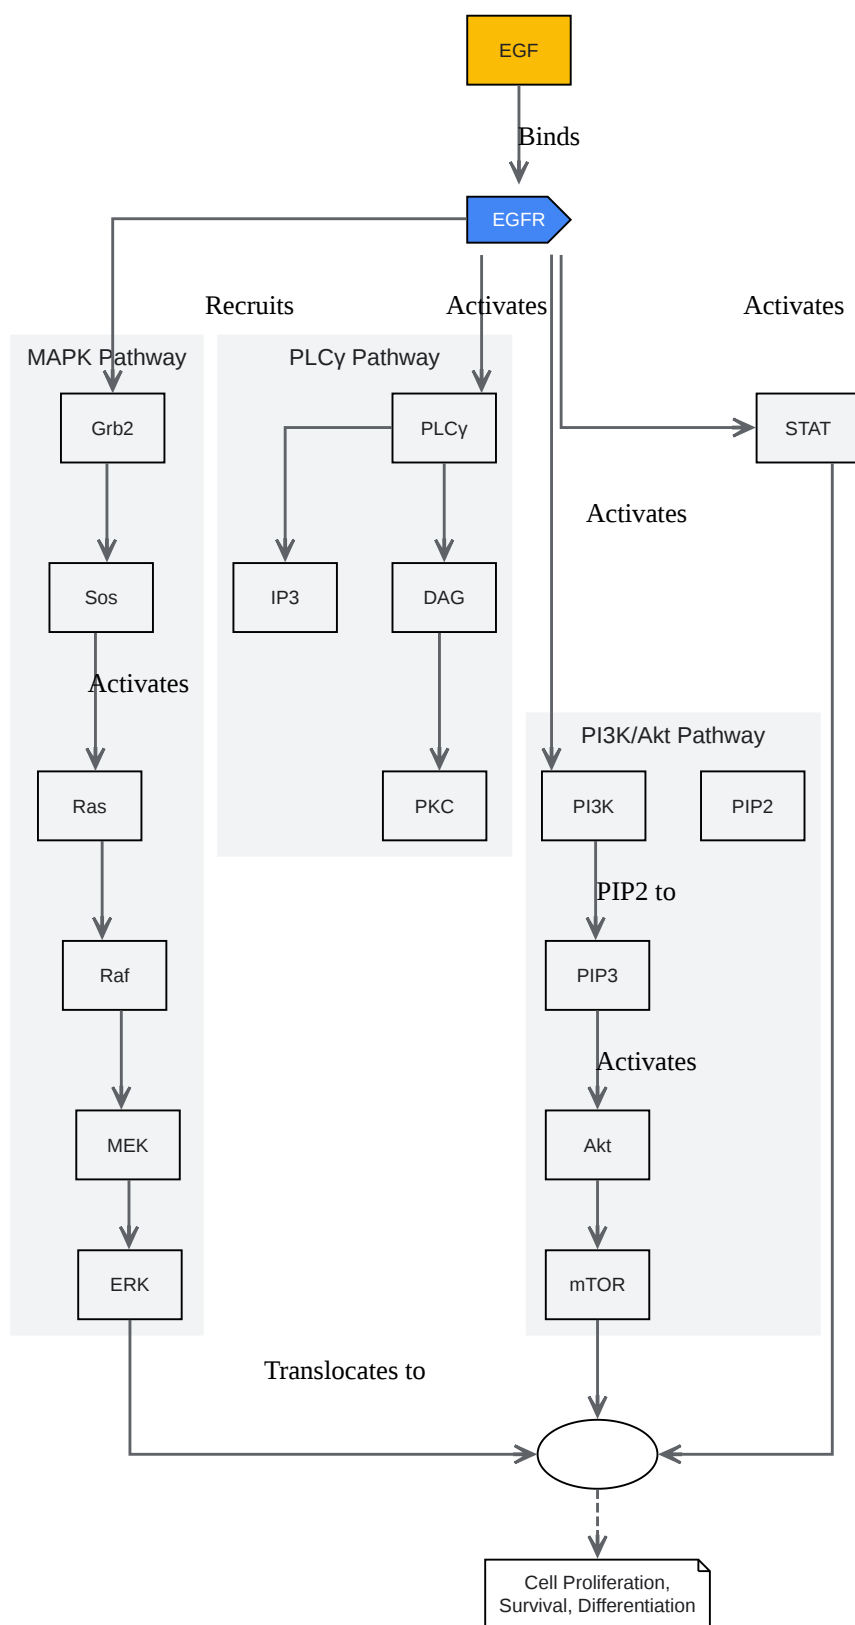 EGF
Binds
EGFR
Recruits
Activates
Activates
MAPK Pathway
PLCγ Pathway
Grb2
PLCγ
STAT
Activates
Sos
IP3
DAG
Activates
PI3K/Akt Pathway
Ras
PKC
PI3K
PIP2
PIP2 to
Raf
PIP3
Activates
MEK
Akt
ERK
mTOR
Translocates to
Cell Proliferation,
Survival, Differentiation